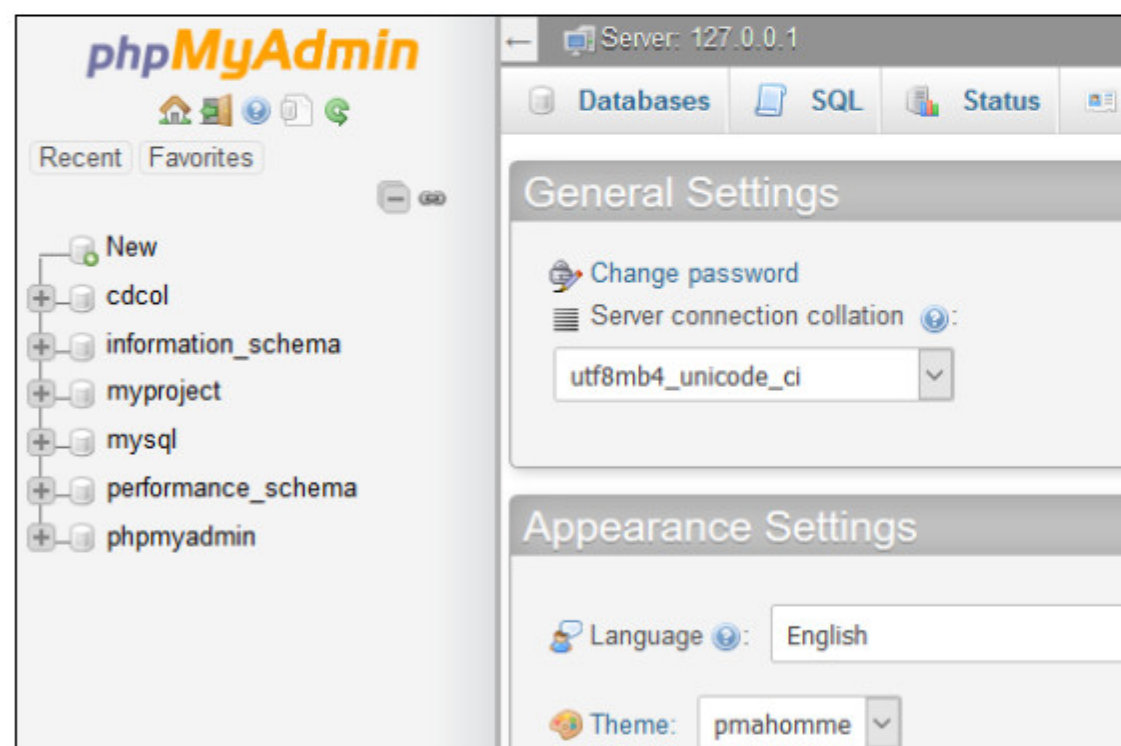 phpMyAdmin
Recent Favorites
New
cdcol
information_schema
myproject
mysql
performance_schema
phpmyadmin
Server: 127.0.0.1
Databases SQL Status
General Settings
Change password
Server connection collation :
utf8mb4_unicode_ci
Appearance Settings
Language : English
Theme: pmahomme